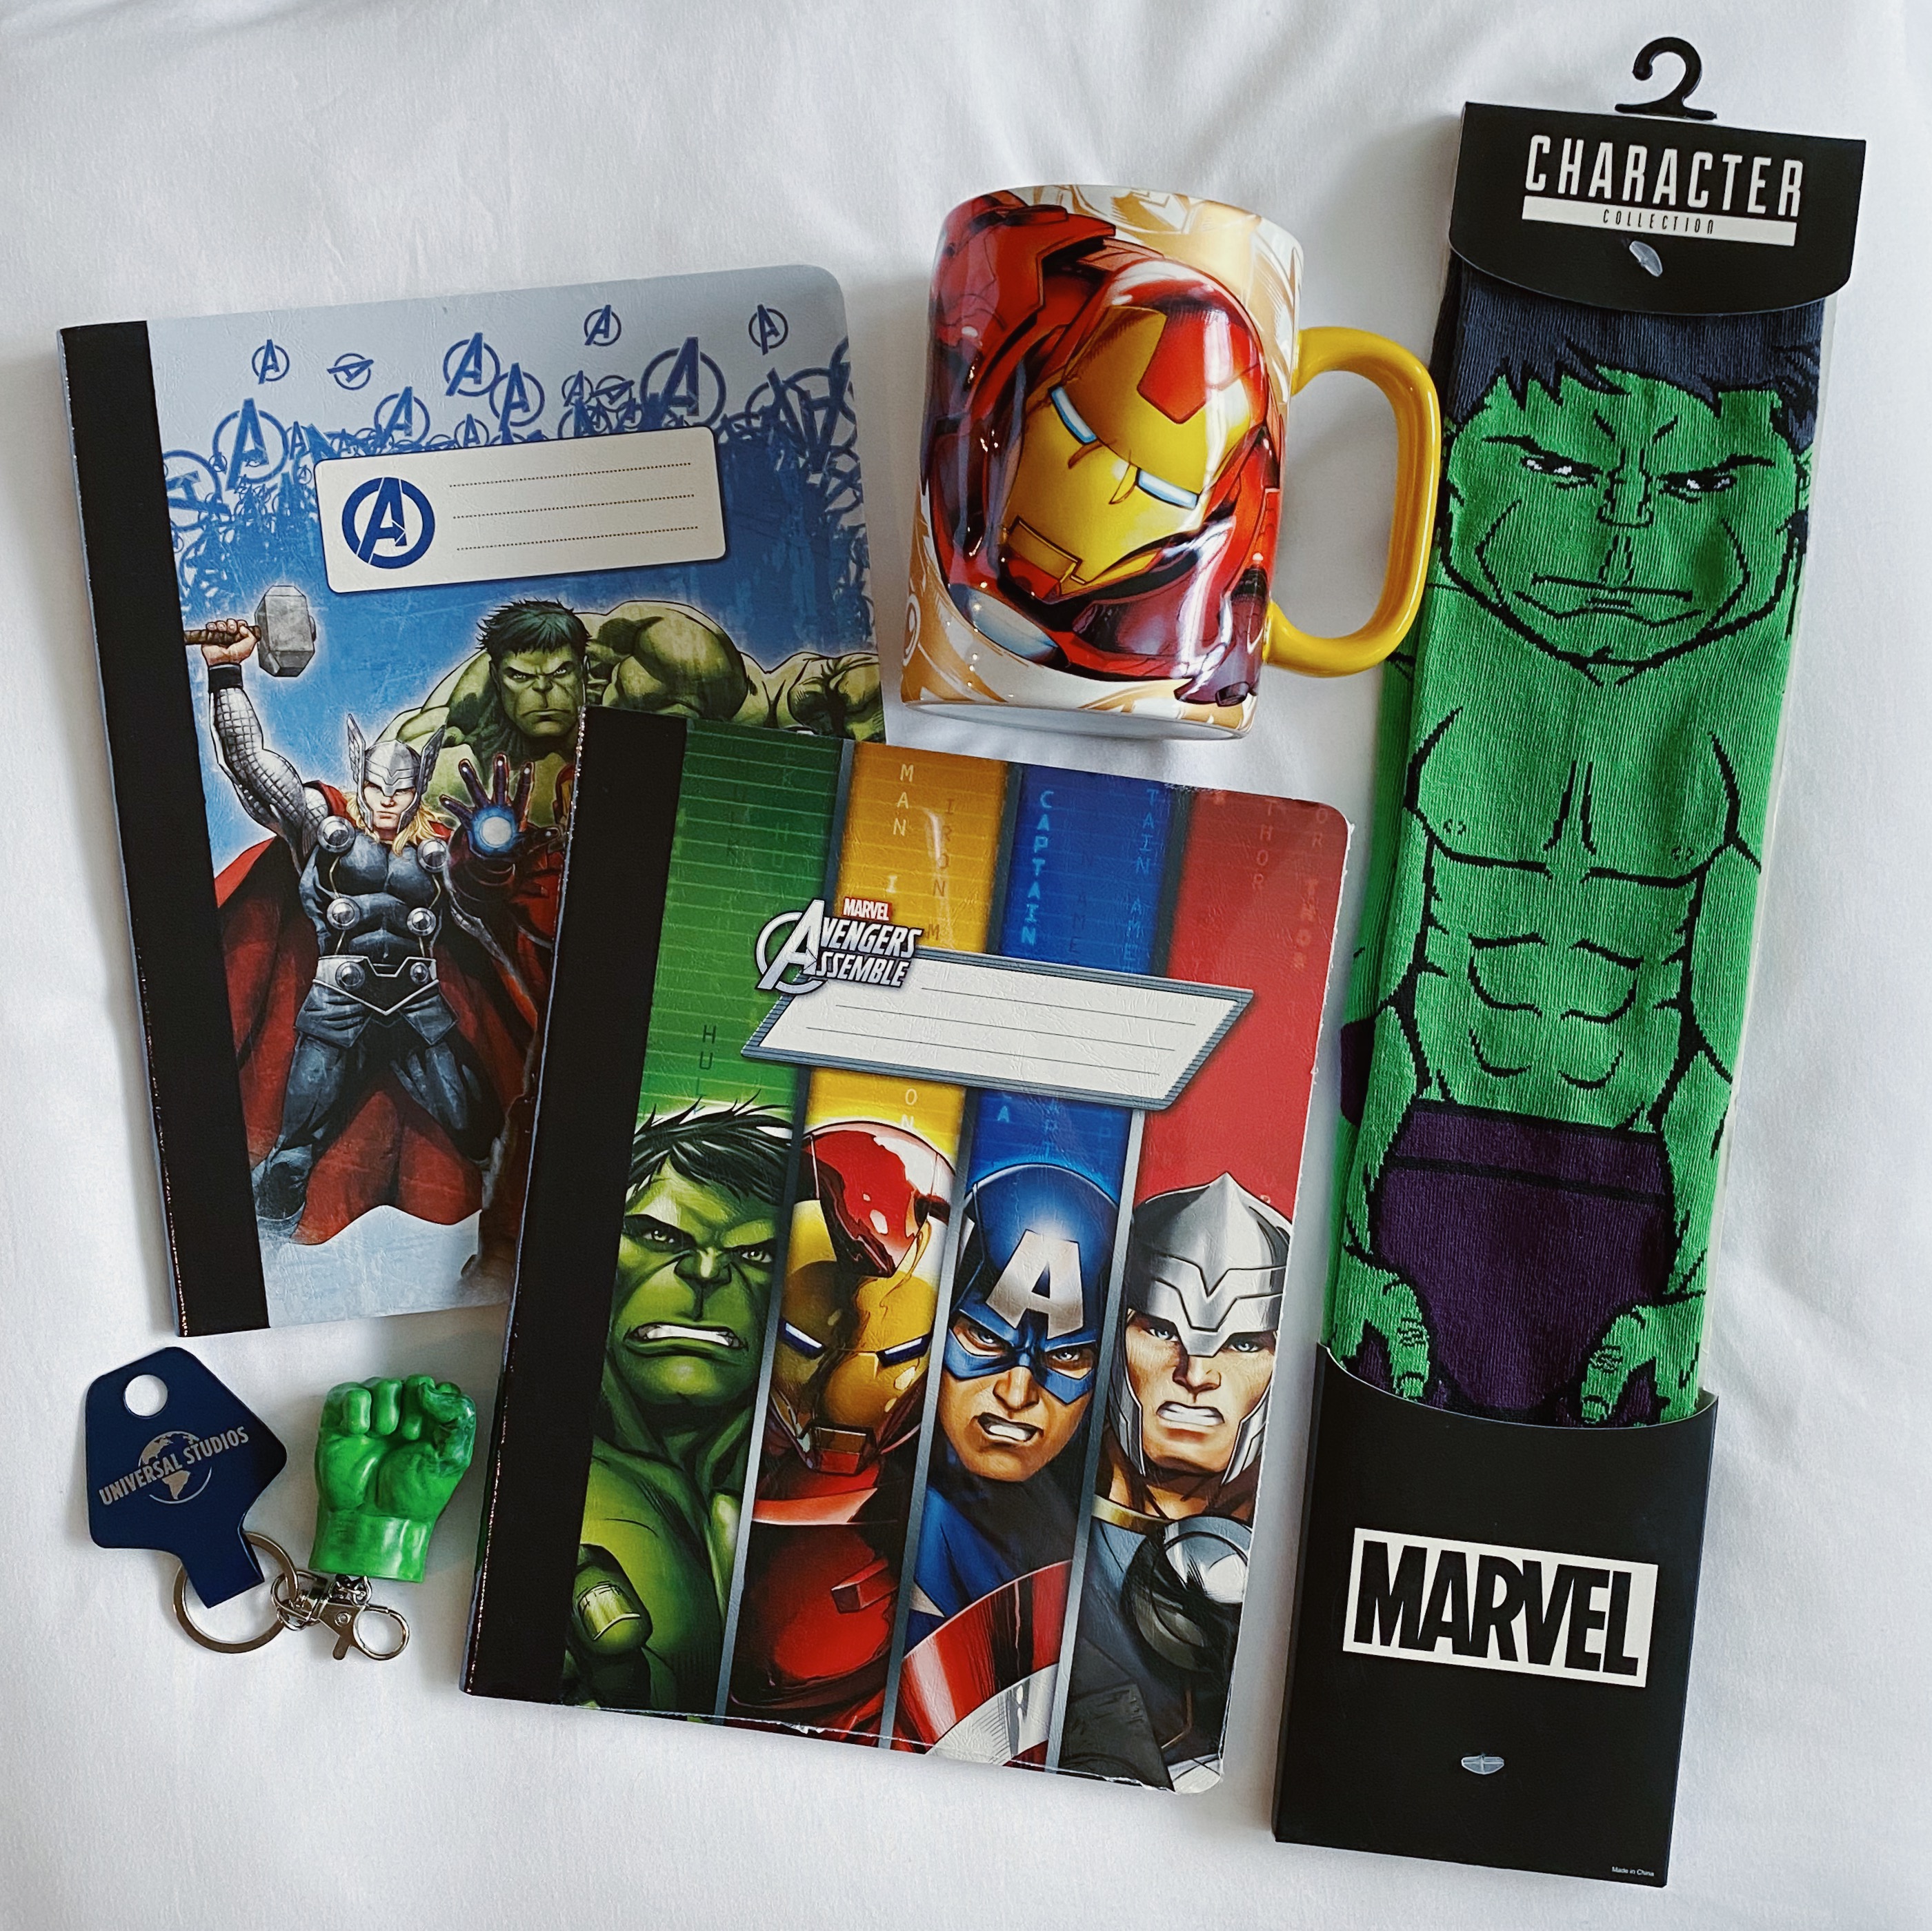 CHARACTER
COLLECTION
MAN
IRON
CAPTAIN
THOR
MARVEL
AVENGERS
ASSEMBLE
UNIVERSAL STUDIOS
MARVEL
Made in China